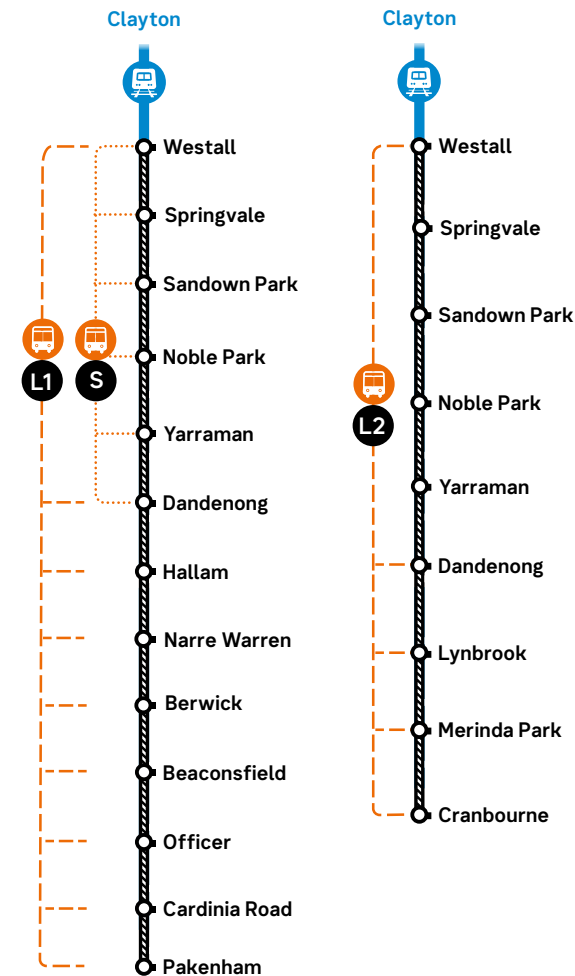 Clayton
Westall
Springvale
Sandown Park
L1
S
Noble Park
Yarraman
Dandenong
Hallam
Narre Warren
Berwick
Beaconsfield
Officer
Cardinia Road
Pakenham
Clayton
Westall
Springvale
Sandown Park
L2
Noble Park
Yarraman
Dandenong
Lynbrook
Merinda Park
Cranbourne